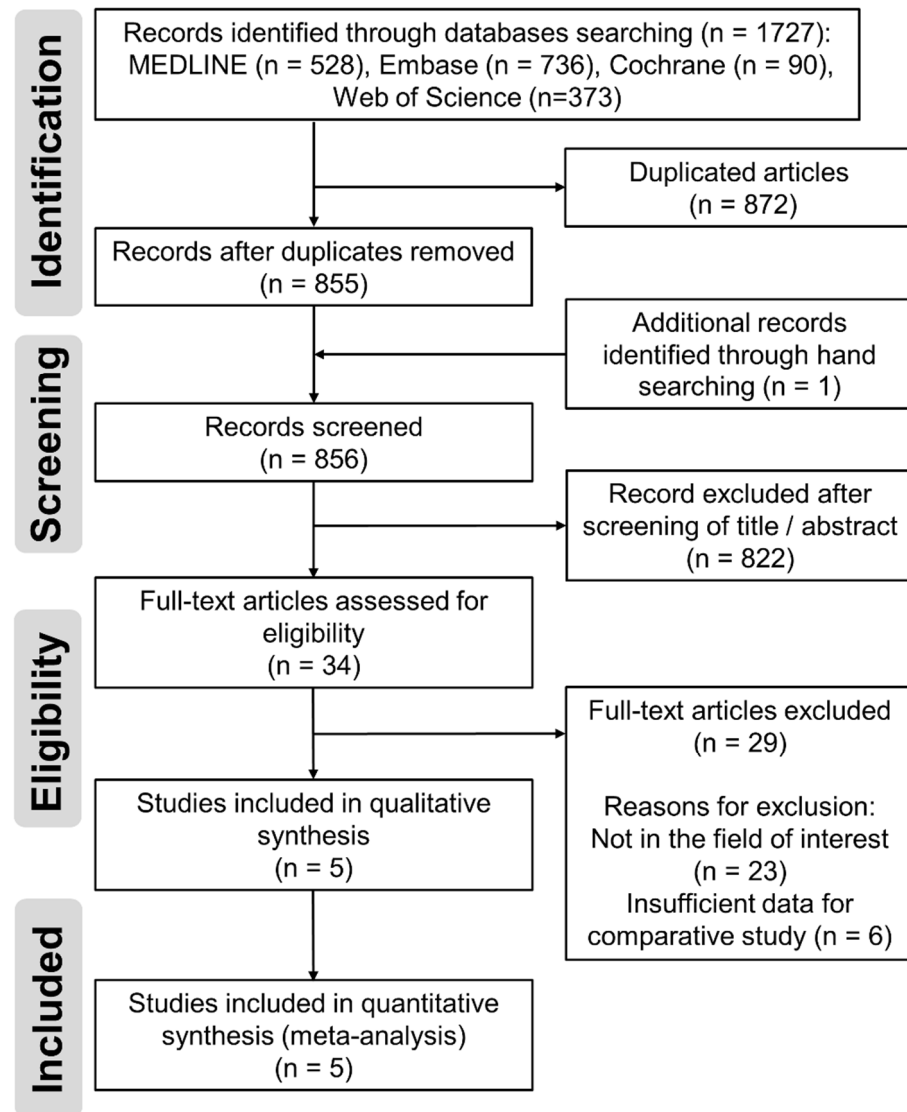 Identification
Records identified through databases searching (n = 1727):
MEDLINE (n = 528), Embase (n = 736), Cochrane (n = 90),
Web of Science (n=373)
Duplicated articles
(n = 872)
Records after duplicates removed
(n = 855)
Screening
Additional records
identified through hand
searching (n = 1)
Records screened
(n = 856)
Record excluded after
screening of title / abstract
(n = 822)
Eligibility
Full-text articles assessed for
eligibility
(n = 34)
Full-text articles excluded
(n = 29)
Reasons for exclusion:
Not in the field of interest
(n = 23)
Insufficient data for
comparative study (n = 6)
Studies included in qualitative
synthesis
(n = 5)
Included
Studies included in quantitative
synthesis (meta-analysis)
(n = 5)